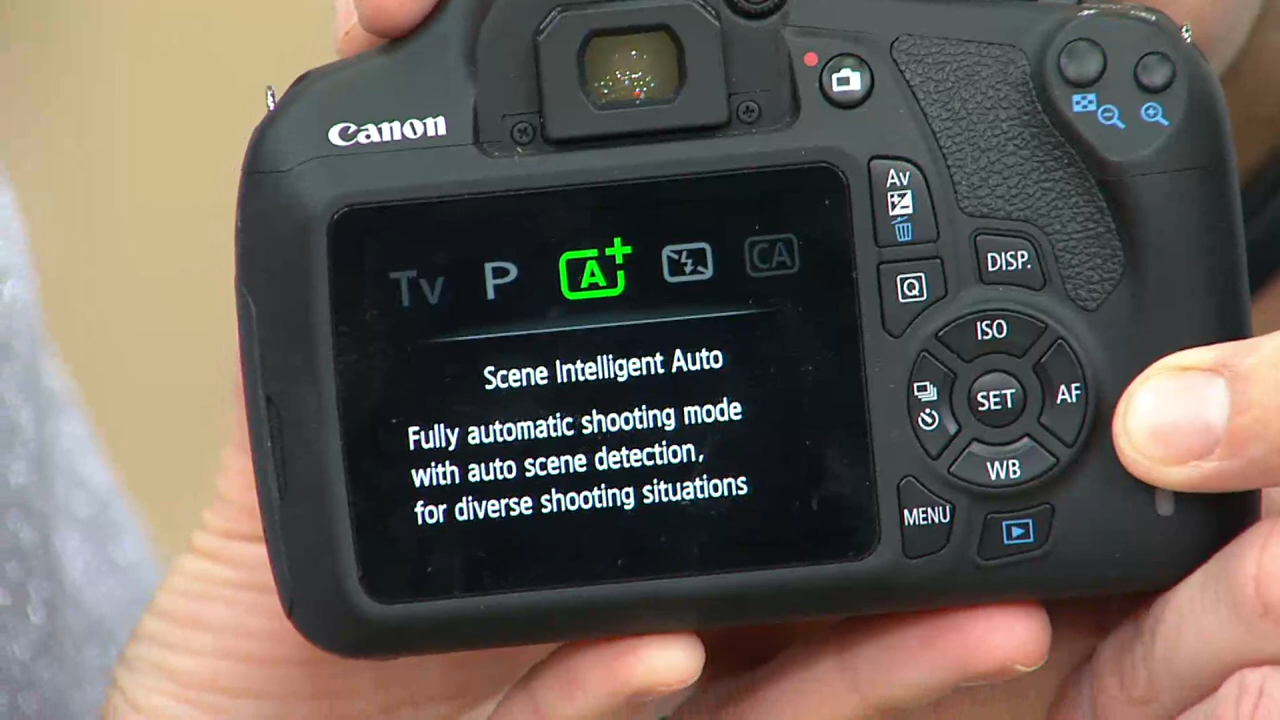 Canon
Av
DISP.
Q
Tv P A+ CA
Scene Intelligent Auto
Fully automatic shooting mode
with auto scene detection,
for diverse shooting situations
ISO
SET
AF
WB
MENU